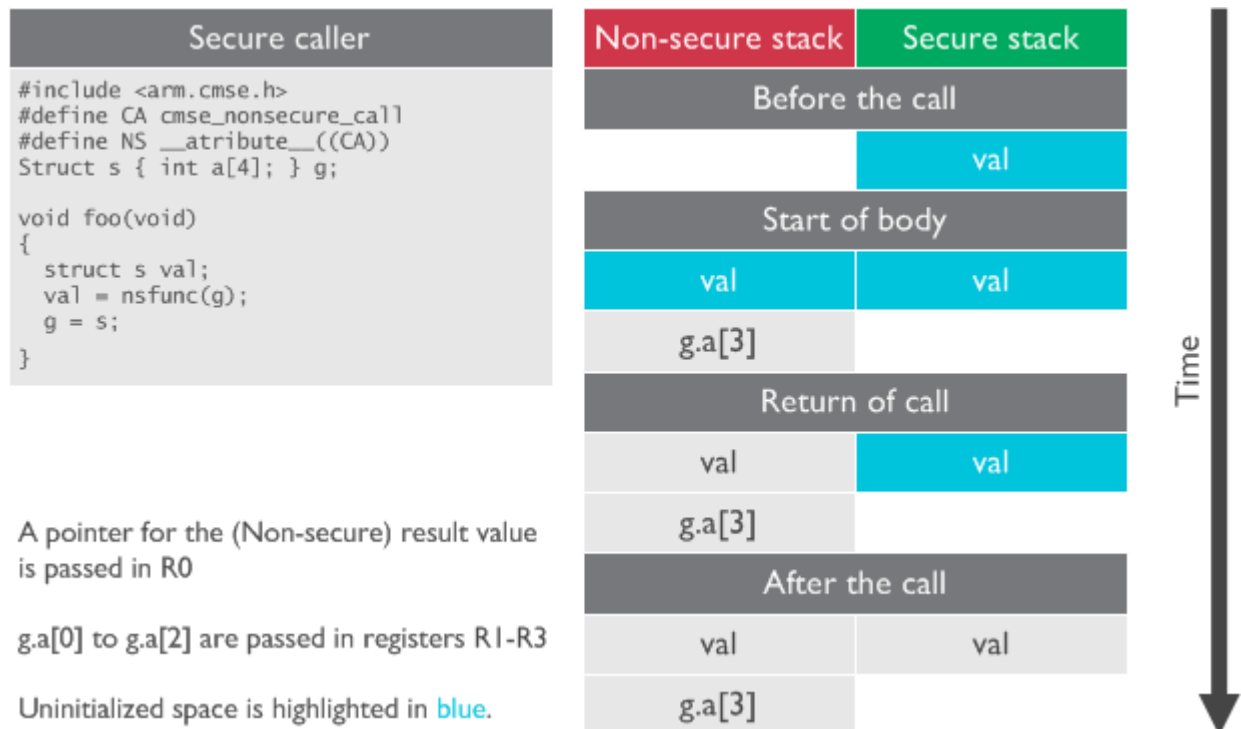 Secure caller
#include <arm.cmse.h>
#define CA cmse_nonsecure_call
#define NS __atribute__((CA))
Struct s { int a[4]; } g;
void foo(void)
{
struct s val;
val = nsfunc(g);
g = s;
}
A pointer for the (Non-secure) result value
is passed in R0
g.a[0] to g.a[2] are passed in registers R1-R3
Uninitialized space is highlighted in blue.
Non-secure stack Secure stack
Before the call
val
Start of body
val val
g.a[3]
Return of call
val val
g.a[3]
After the call
val val
g.a[3]
Time